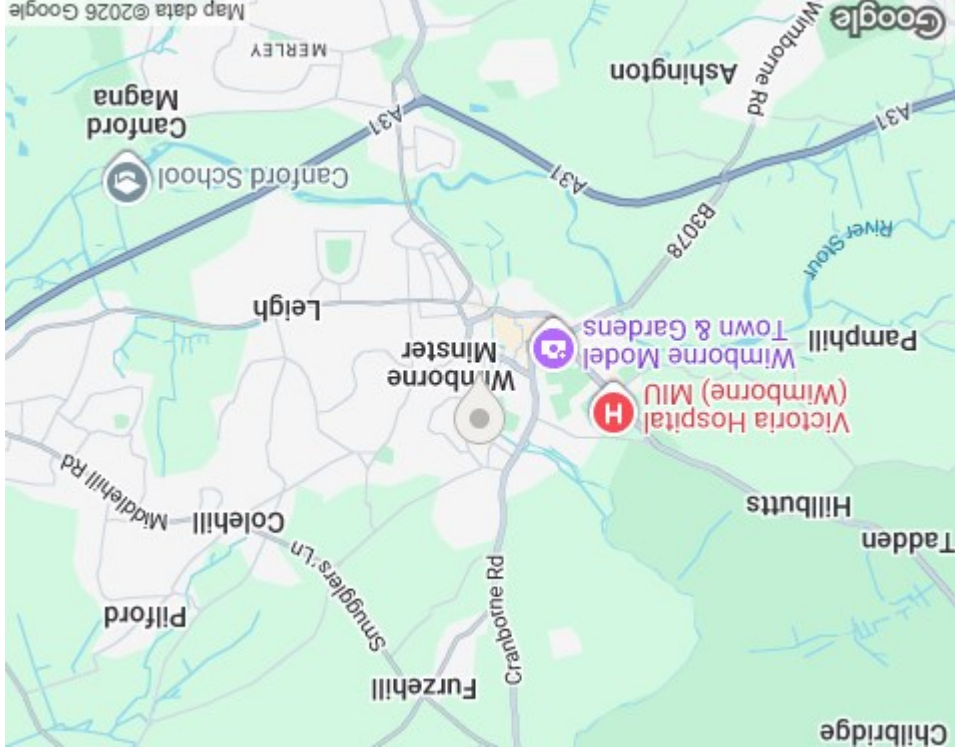 Chilbridge
Furzehill
Cranborne Rd
Pilford
Smugglers' Ln
Tadden
Hillbutts
Colehill
Middlehill Rd
Victoria Hospital
(Wimborne) MIU
H
Wimborne
Minster
Pamphill
Wimborne Model
Town & Gardens
Leigh
River Stour
B3078
A31
Canford School
A31
A31
Canford
Magna
Ashington
Wimborne Rd
MERLEY
Google
Map data ©2026 Google